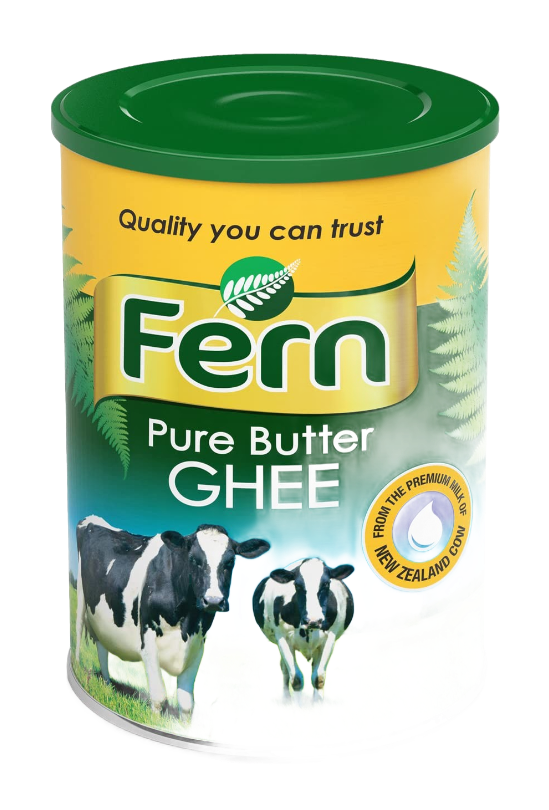 Quality you can trust
Fern
Pure Butter
GHEE
FROM THE PREMIUM MILK OF
NEW ZEALAND COW